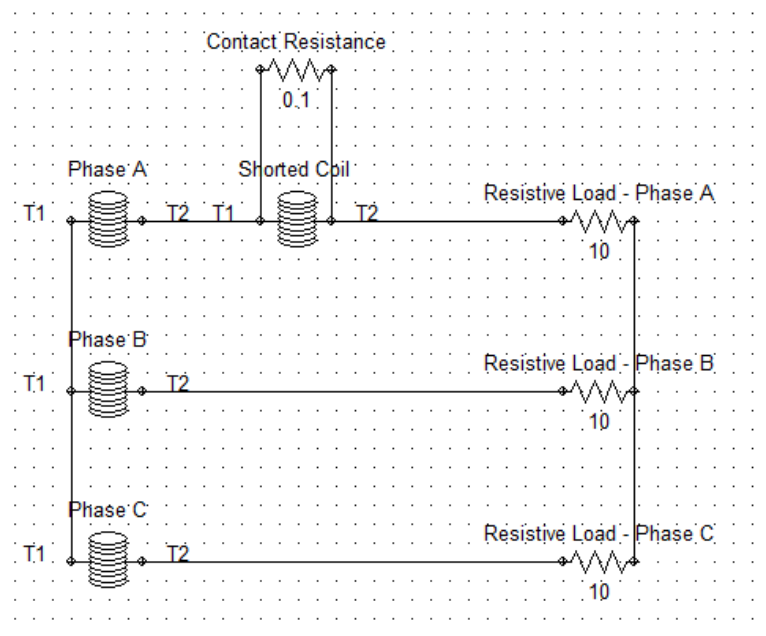 Contact Resistance
0.1
Phase A
Shorted Coil
Resistive Load - Phase A
T1
T2
T1
T2
10
Phase B
Resistive Load - Phase B
T1
T2
10
Phase C
Resistive Load - Phase C
T1
T2
10